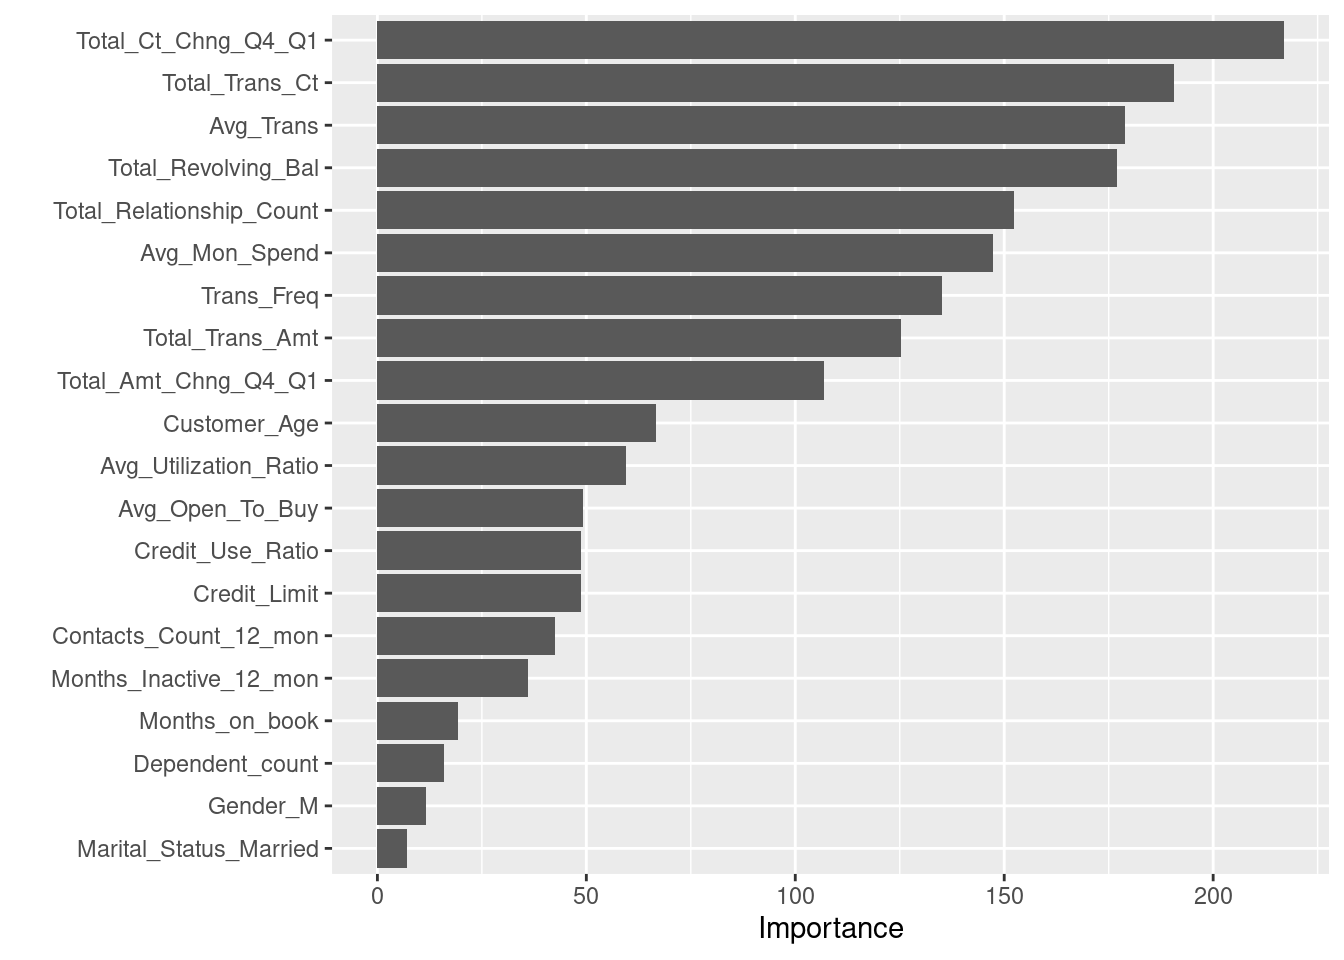 Total_Ct_Chng_Q4_Q1
Total_Trans_Ct
Avg_Trans
Total_Revolving_Bal
Total_Relationship_Count
Avg_Mon_Spend
Trans_Freq
Total_Trans_Amt
Total_Amt_Chng_Q4_Q1
Customer_Age
Avg_Utilization_Ratio
Avg_Open_To_Buy
Credit_Use_Ratio
Credit_Limit
Contacts_Count_12_mon
Months_Inactive_12_mon
Months_on_book
Dependent_count
Gender_M
Marital_Status_Married
0 50 100 150 200
Importance